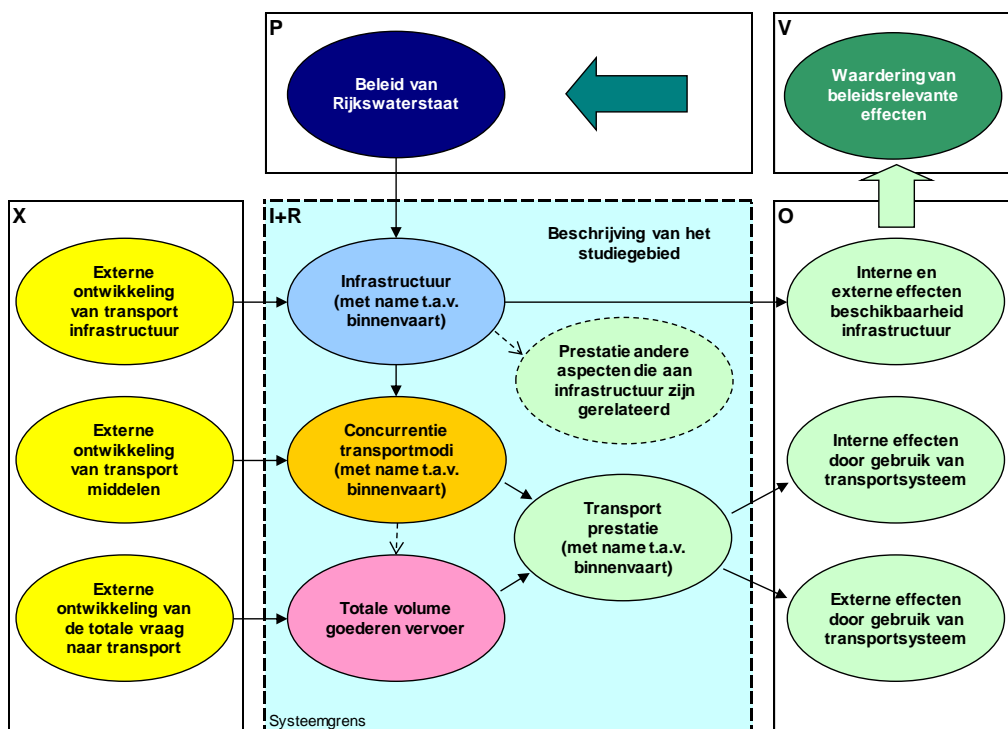 P
Beleid van
Rijkswaterstaat
V
Waardering van
beleidsrelevante
effecten
X
Externe
ontwikkeling
van transport
infrastructuur
Externe
ontwikkeling
van transport
middelen
Externe
ontwikkeling van
de totale vraag
naar transport
I+R
Beschrijving van het
studiegebied
Infrastructuur
(met name t.a.v.
binnenvaart)
Prestatie andere
aspecten die aan
infrastructuur zijn
gerelateerd
Concurrentie
transportmodi
(met name t.a.v.
binnenvaart)
Transport
prestatie
(met name t.a.v.
binnenvaart)
Totale volume
goederen vervoer
Systeemgrens
O
Interne en
externe effecten
beschikbaarheid
infrastructuur
Interne effecten
door gebruik van
transportsysteem
Externe effecten
door gebruik van
transportsysteem